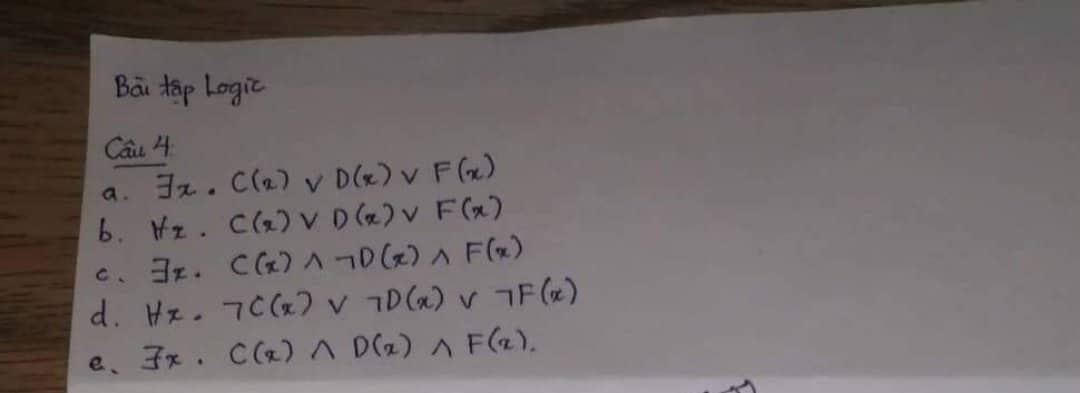 Bài tập Logic
Câu 4:
a. ∃x. C(x) ∨ D(x) ∨ F(x)
b. ∀x. C(x) ∨ D(x) ∨ F(x)
c. ∃x. C(x) ∧ ¬D(x) ∧ F(x)
d. ∀x. ¬C(x) ∨ ¬D(x) ∨ ¬F(x)
e. ∃x. C(x) ∧ D(x) ∧ F(x).